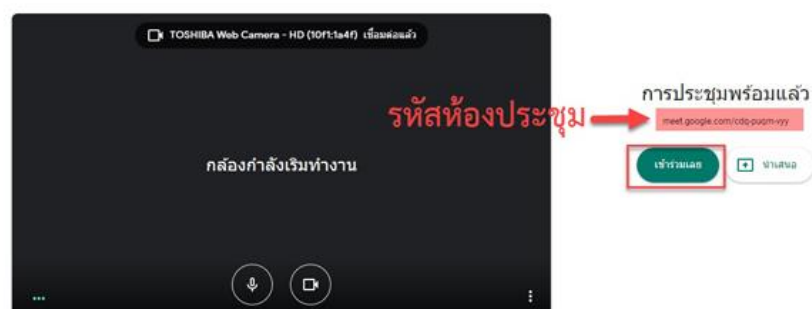 TOSHIBA Web Camera - HD (10f1:1a4f) เชื่อมต่อแล้ว
กล้องกำลังเริ่มทำงาน
รหัสห้องประชุม
การประชุมพร้อมแล้ว
meet.google.com/cdq-puqm-vyy
เข้าร่วมเลย
นำเสนอ